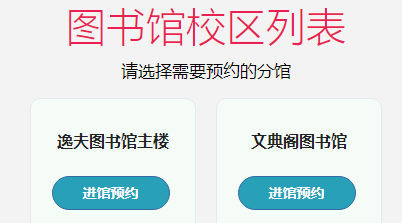 图书馆校区列表
请选择需要预约的分馆
逸夫图书馆主楼
文典阁图书馆
进馆预约
进馆预约